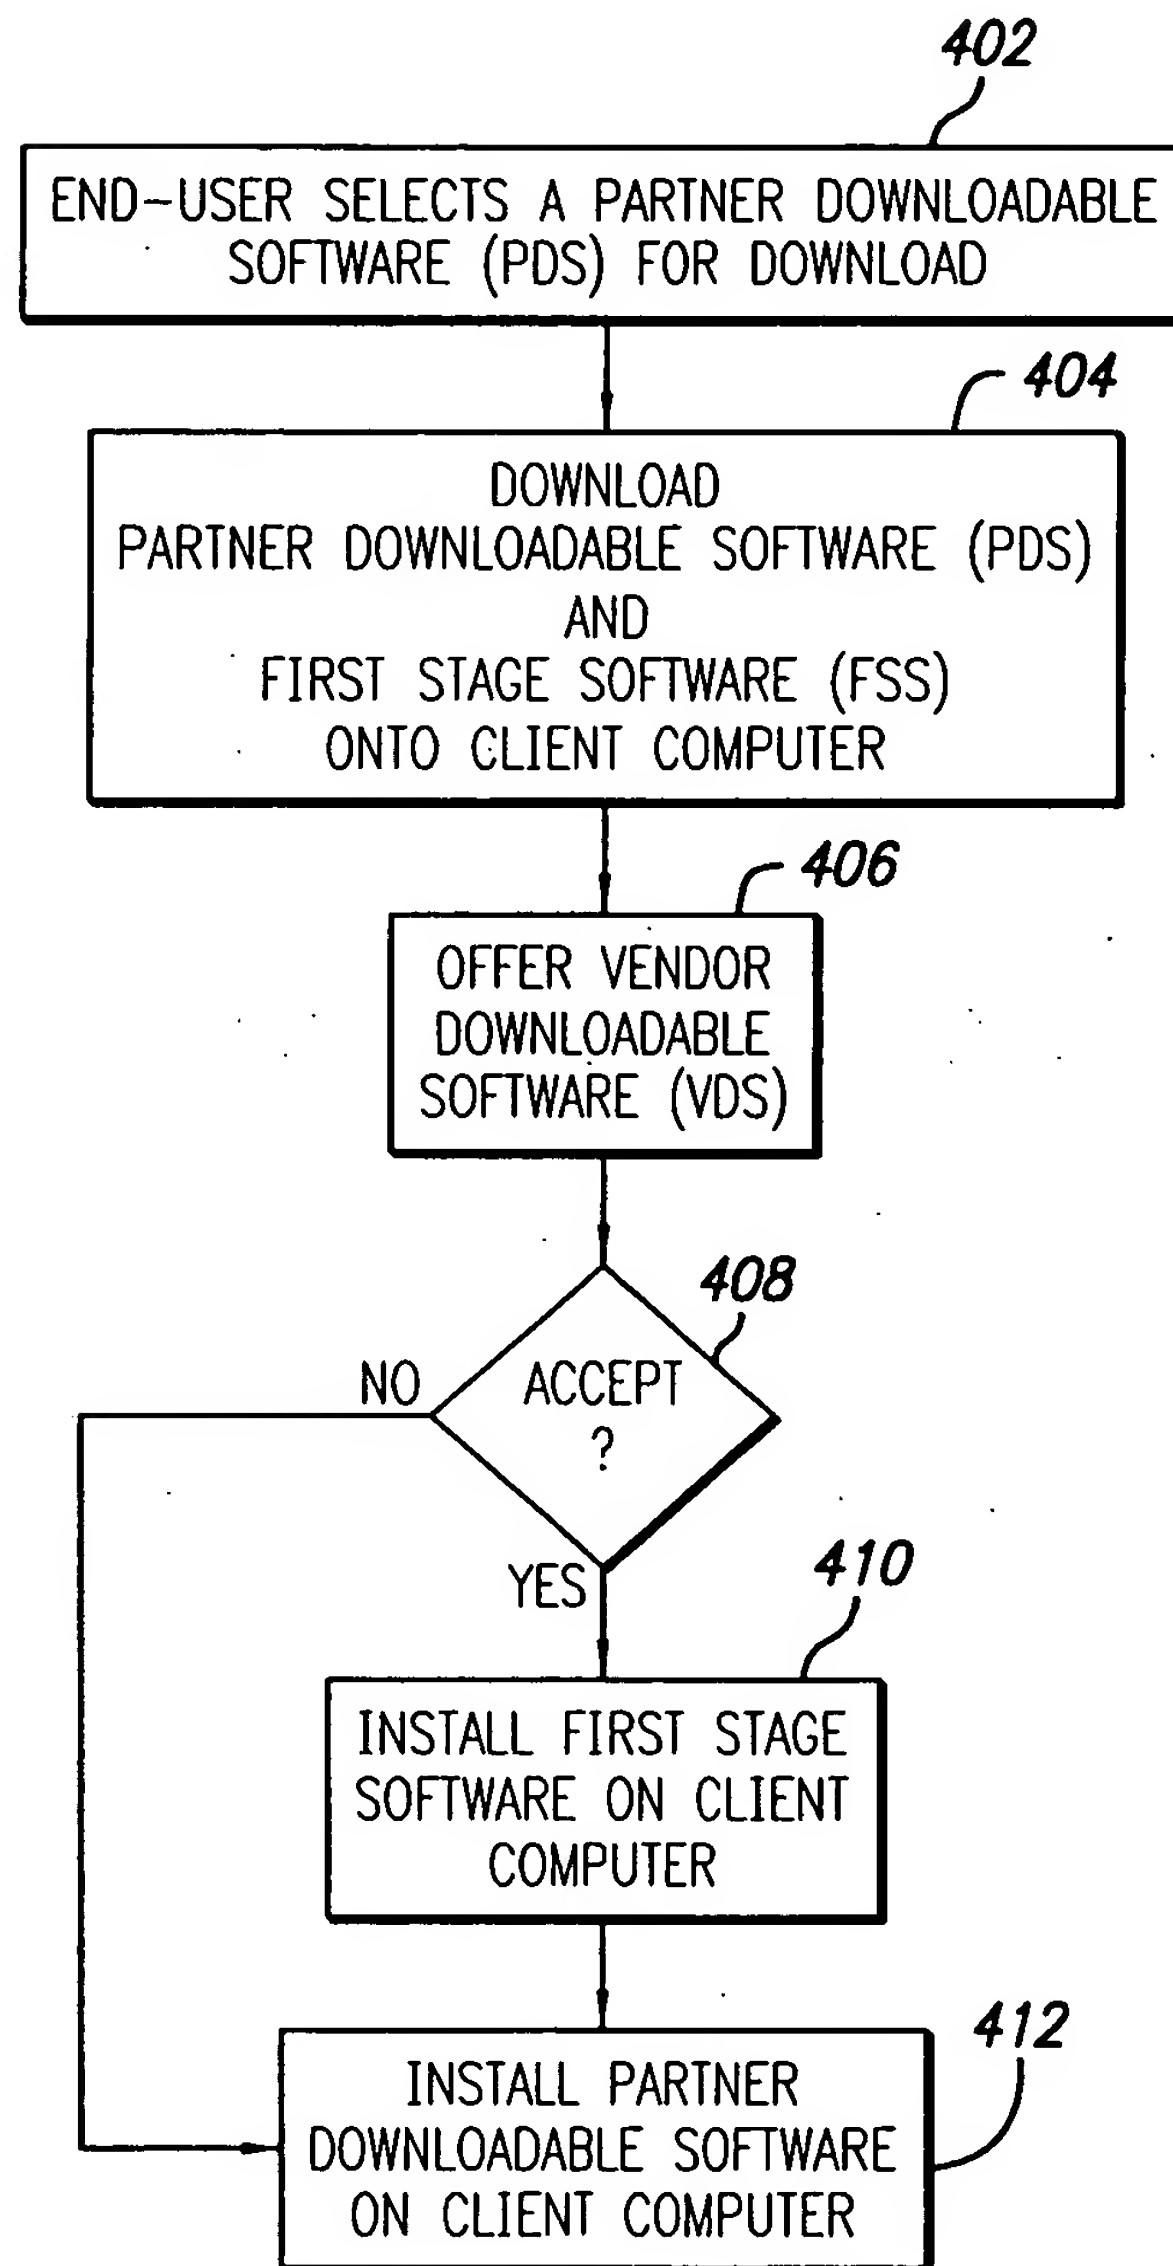 402
END-USER SELECTS A PARTNER DOWNLOADABLE
SOFTWARE (PDS) FOR DOWNLOAD
404
DOWNLOAD
PARTNER DOWNLOADABLE SOFTWARE (PDS)
AND
FIRST STAGE SOFTWARE (FSS)
ONTO CLIENT COMPUTER
406
OFFER VENDOR
DOWNLOADABLE
SOFTWARE (VDS)
408
NO
ACCEPT
?
YES
410
INSTALL FIRST STAGE
SOFTWARE ON CLIENT
COMPUTER
412
INSTALL PARTNER
DOWNLOADABLE SOFTWARE
ON CLIENT COMPUTER